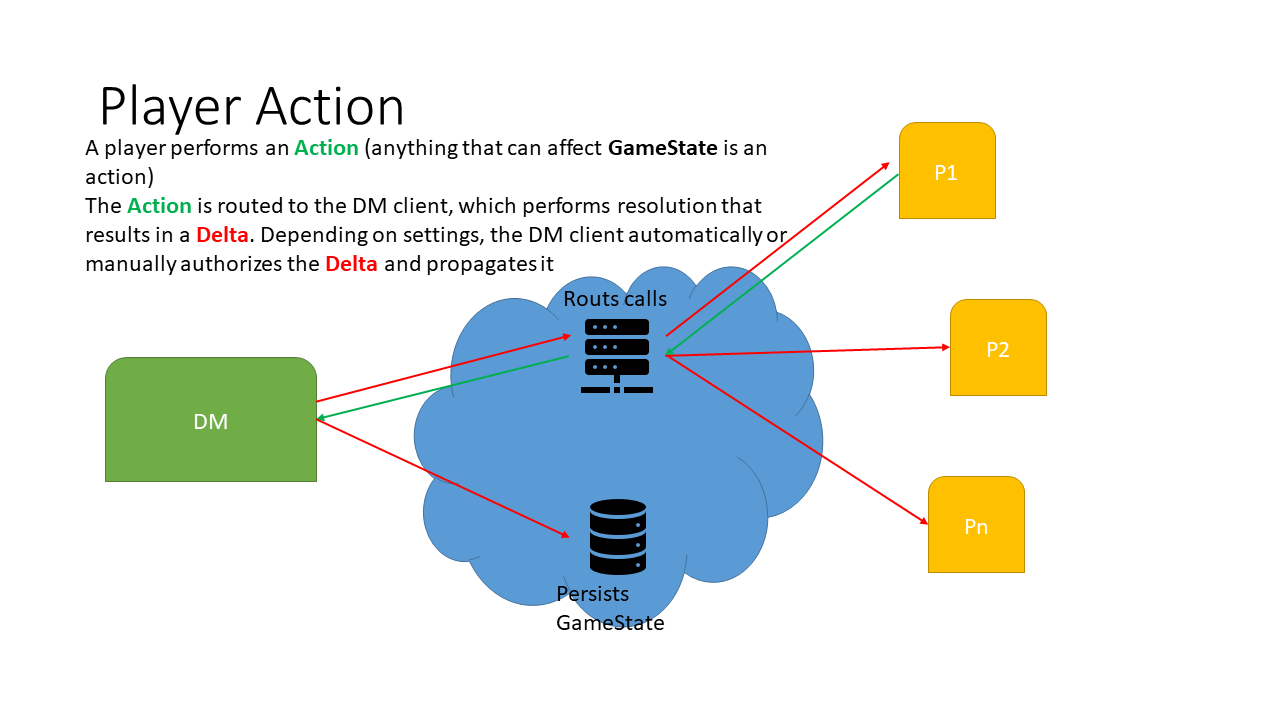 Player Action
A player performs an Action (anything that can affect GameState is an
action)
The Action is routed to the DM client, which performs resolution that
results in a Delta. Depending on settings, the DM client automatically or
manually authorizes the Delta and propagates it
P1
Routs calls
P2
DM
Pn
Persists
GameState